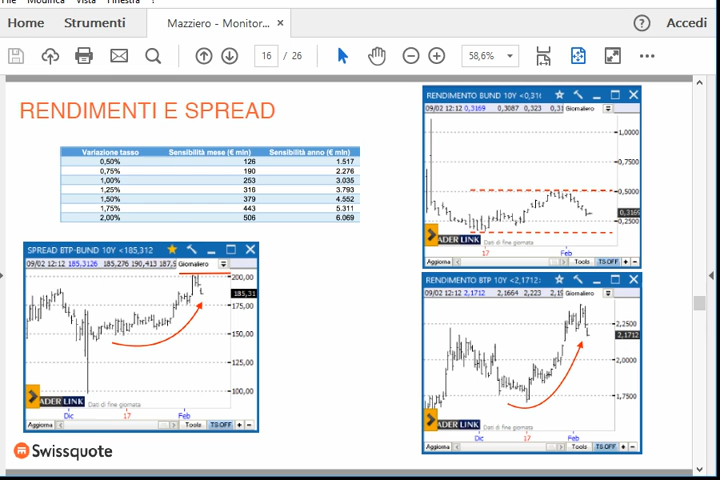 Home Strumenti Mazziero - Monitor... × ? Accedi
16 / 26 58,6%
RENDIMENTI E SPREAD
Variazione tasso Sensibilità mese (€ mln) Sensibilità anno (€ mln)
0,50% 126 1.517
0,75% 190 2.276
1,00% 253 3.035
1,25% 316 3.793
1,50% 379 4.552
1,75% 443 5.311
2,00% 506 6.069
SPREAD BTP-BUND 10Y <185,312
09/02 12:12 185,3126 185,276 190,413 187,5 Giornaliero
200,00
185,31
175,00
150,00
125,00
100,00
ADER LINK Dati di fine giornata
Dic 17 Feb
Aggiorna Tools TS OFF
RENDIMENTO BUND 10Y <0,316
09/02 12:12 0,3169 0,3087 0,323 0,31 Giornaliero
1,0000
0,7500
0,5000
0,3169
0,2500
ADER LINK Dati di fine giornata
17 Feb
Aggiorna Tools TS OFF
RENDIMENTO BTP 10Y <2,1712:
09/02 12:12 2,1712 2,1664 2,223 2,15 Giornaliero
2,2500
2,1712
2,0000
1,7500
ADER LINK Dati di fine giornata
Dic 17 Feb
Aggiorna Tools TS OFF
Swissquote